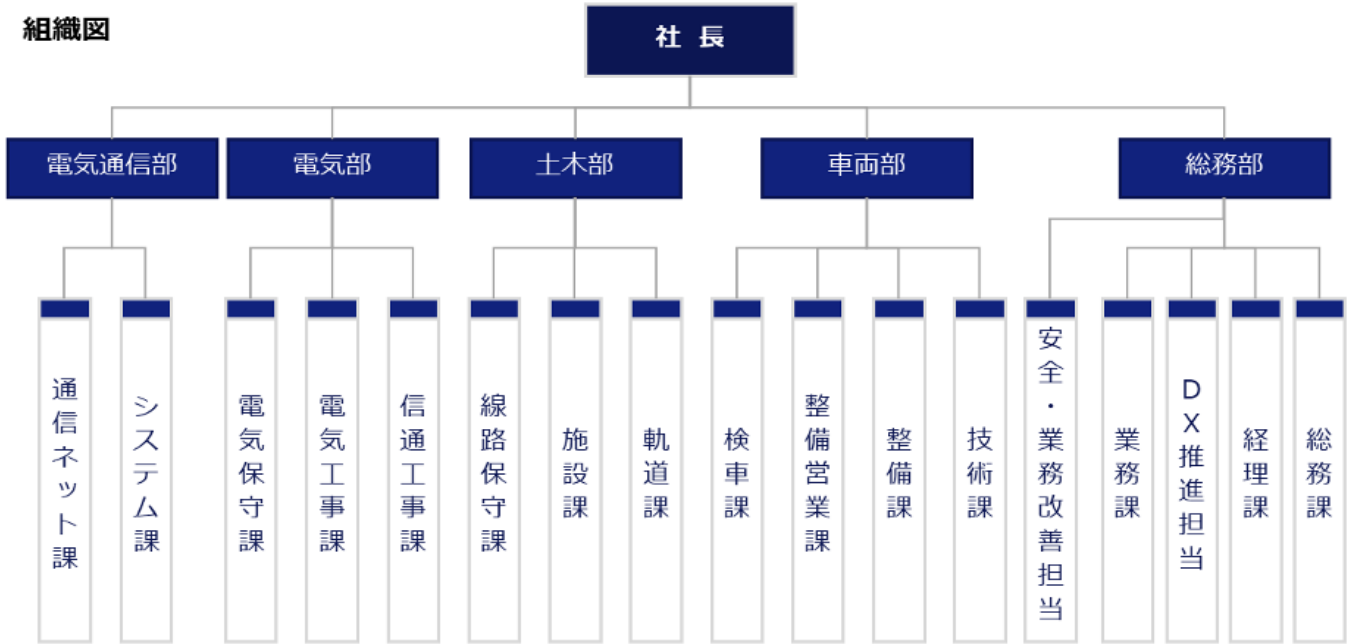 組織図
社 長
電気通信部
電気部
土木部
車両部
総務部
通信ネット課
システム課
電気保守課
電気工事課
信通工事課
線路保守課
施設課
軌道課
検車課
整備営業課
整備課
技術課
安全・業務改善担当
業務課
DX推進担当
経理課
総務課